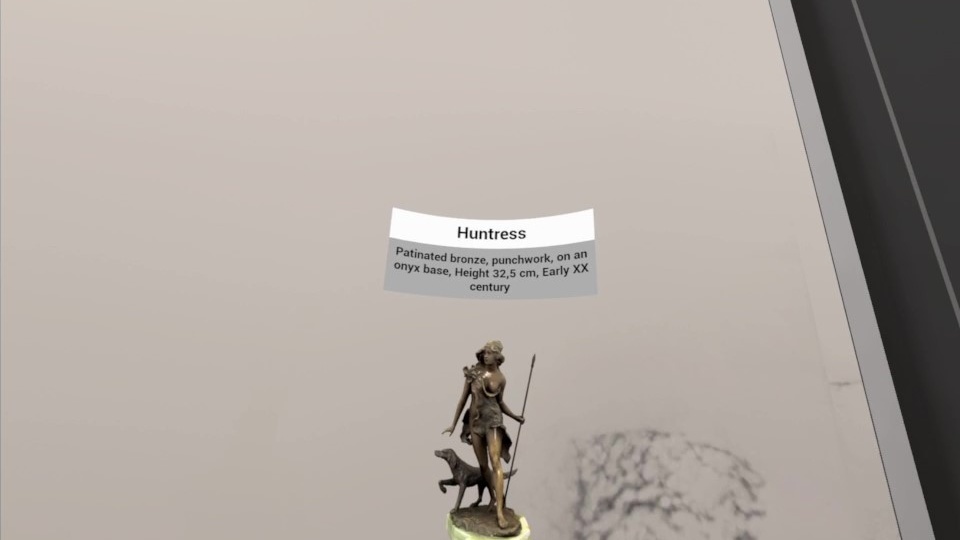 Huntress
Patinated bronze, punchwork, on an
onyx base, Height 32,5 cm, Early XX
century